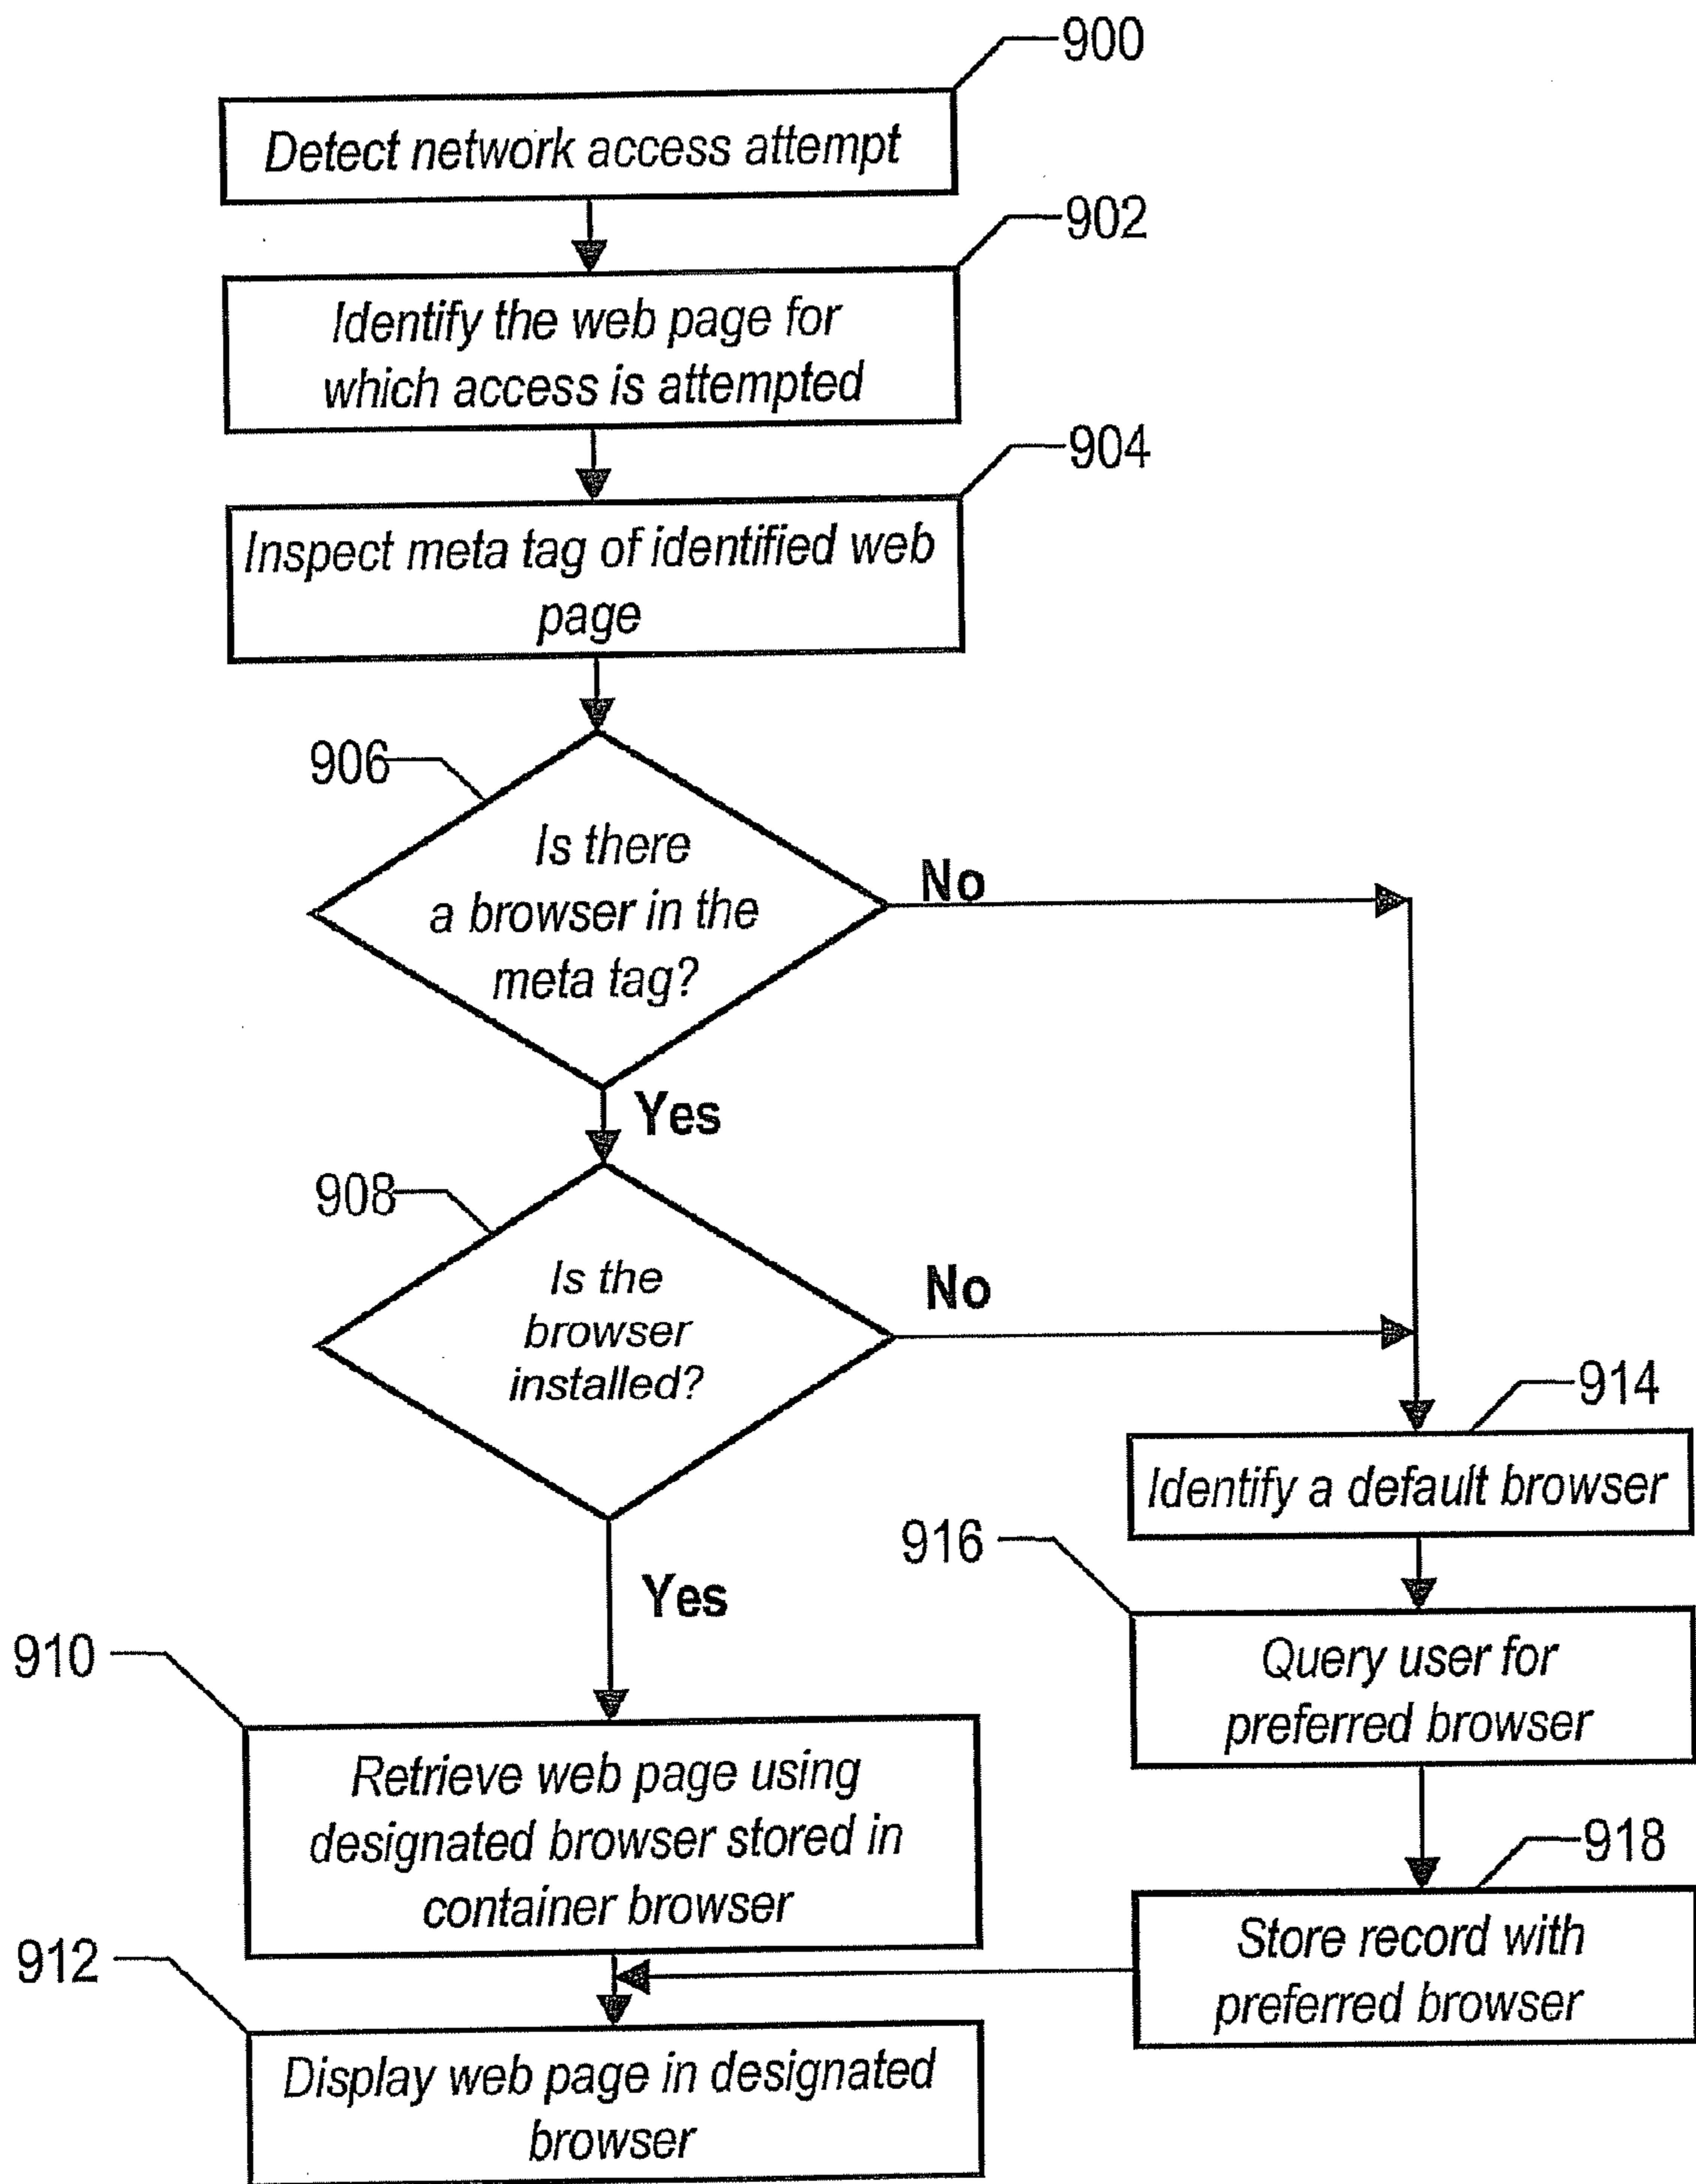 900
Detect network access attempt
902
Identify the web page for
which access is attempted
904
Inspect meta tag of identified web
page
906
Is there
a browser in the
meta tag?
No
Yes
908
Is the
browser
installed?
No
Yes
914
Identify a default browser
916
Query user for
preferred browser
910
Retrieve web page using
designated browser stored in
container browser
918
Store record with
preferred browser
912
Display web page in designated
browser